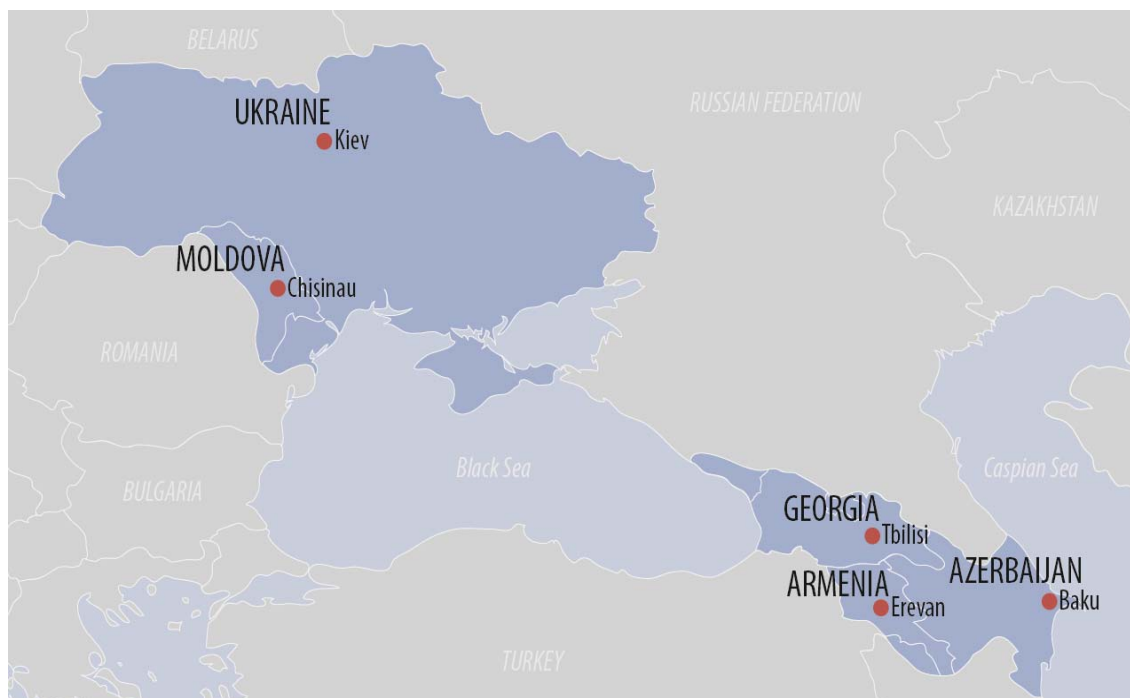 BELARUS
UKRAINE
Kiev
RUSSIAN FEDERATION
KAZAKHSTAN
MOLDOVA
Chisinau
ROMANIA
Black Sea
Caspian Sea
BULGARIA
GEORGIA
Tbilisi
AZERBAIJAN
ARMENIA
Erevan
Baku
TURKEY